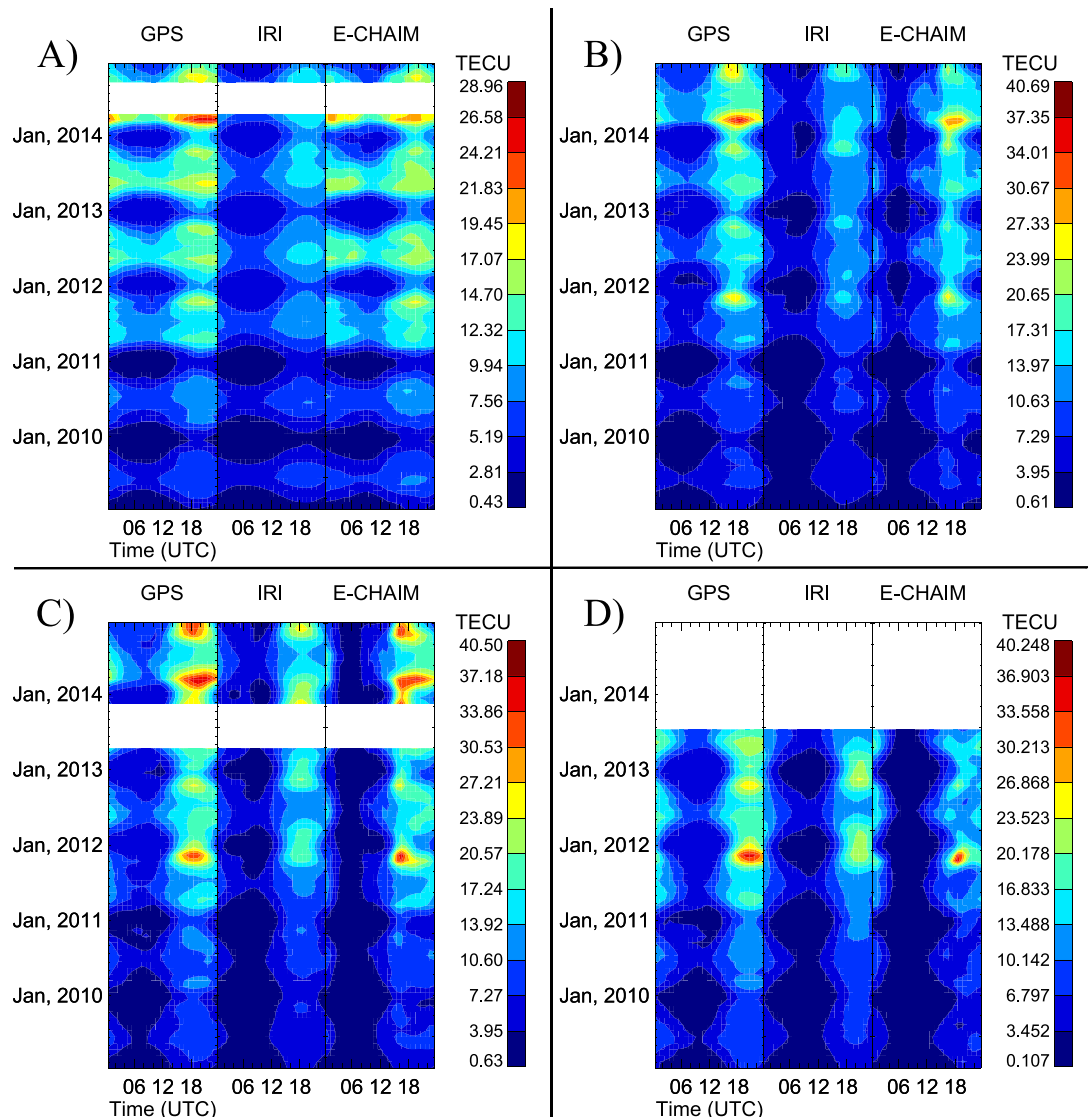 A)
GPS IRI E-CHAIM
TECU
28.96
26.58
24.21
21.83
19.45
17.07
14.70
12.32
9.94
7.56
5.19
2.81
0.43
Jan, 2014
Jan, 2013
Jan, 2012
Jan, 2011
Jan, 2010
06 12 18 06 12 18 06 12 18
Time (UTC)
B)
GPS IRI E-CHAIM
TECU
40.69
37.35
34.01
30.67
27.33
23.99
20.65
17.31
13.97
10.63
7.29
3.95
0.61
Jan, 2014
Jan, 2013
Jan, 2012
Jan, 2011
Jan, 2010
06 12 18 06 12 18 06 12 18
Time (UTC)
C)
GPS IRI E-CHAIM
TECU
40.50
37.18
33.86
30.53
27.21
23.89
20.57
17.24
13.92
10.60
7.27
3.95
0.63
Jan, 2014
Jan, 2013
Jan, 2012
Jan, 2011
Jan, 2010
06 12 18 06 12 18 06 12 18
Time (UTC)
D)
GPS IRI E-CHAIM
TECU
40.248
36.903
33.558
30.213
26.868
23.523
20.178
16.833
13.488
10.142
6.797
3.452
0.107
Jan, 2014
Jan, 2013
Jan, 2012
Jan, 2011
Jan, 2010
06 12 18 06 12 18 06 12 18
Time (UTC)